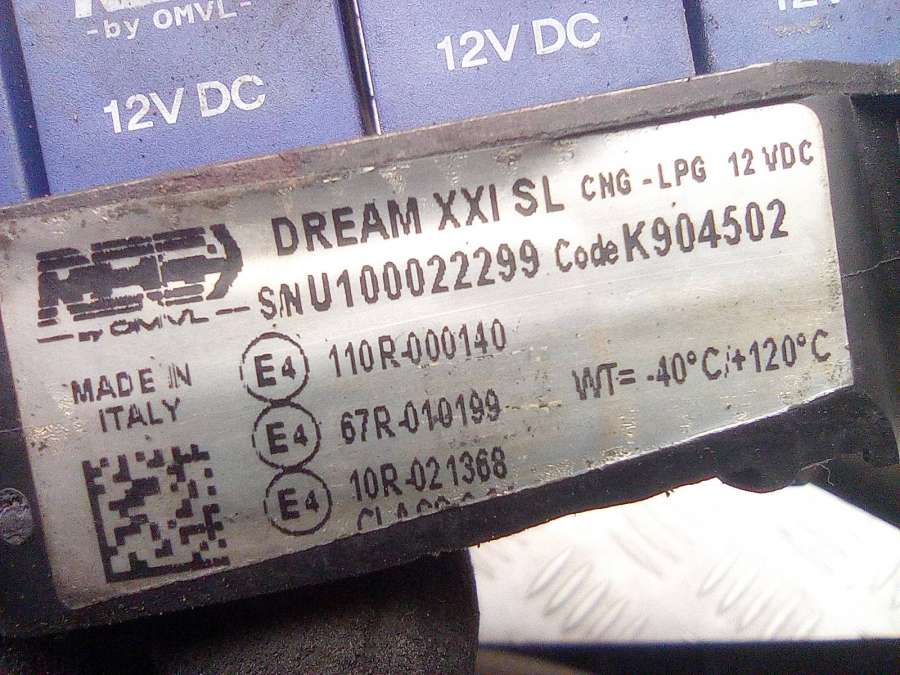 -by OMVL-
12V DC
12V DC
DREAM XXI SL CNG - LPG 12 VDC
S/N U100022299 Code K904502
by OMVL
MADE IN
ITALY
E4 110R-000140
E4 67R-010199
E4 10R-021368
WT= -40°C/+120°C